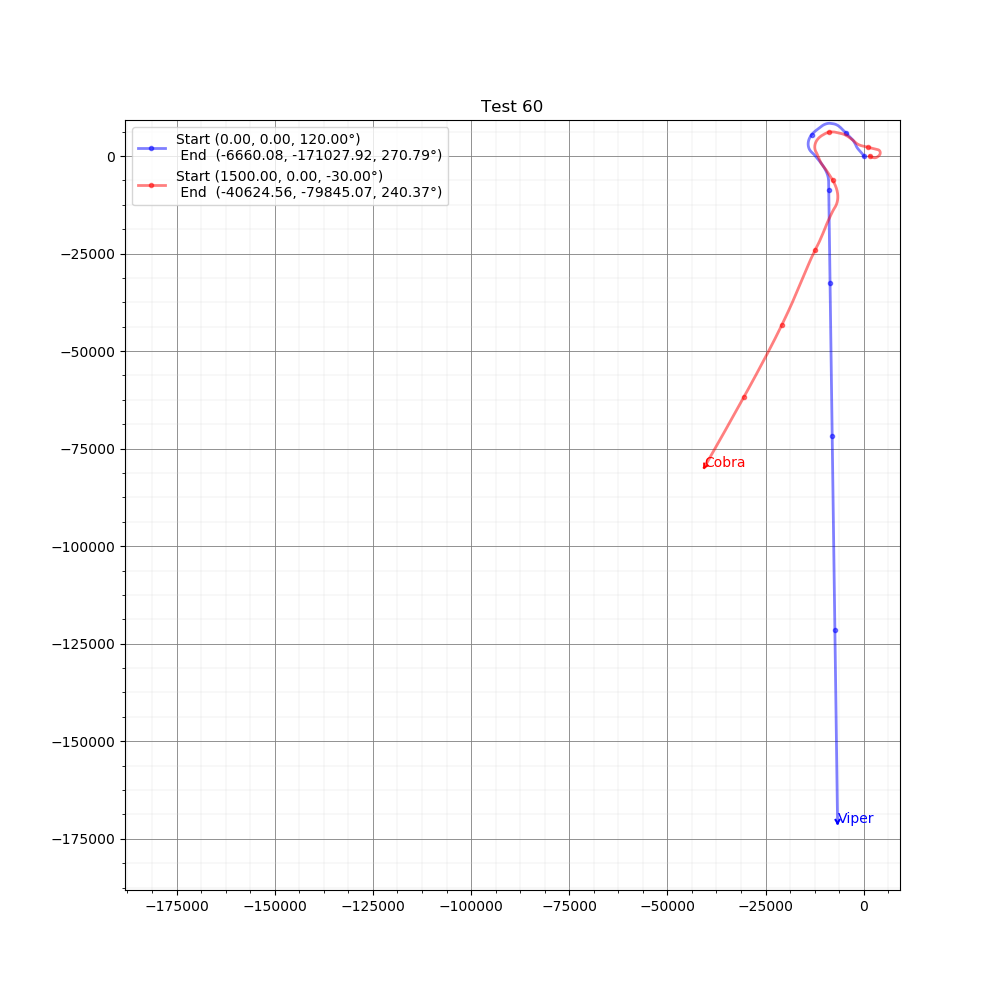 Test 60
Start (0.00, 0.00, 120.00°)
End (-6660.08, -171027.92, 270.79°)
Start (1500.00, 0.00, -30.00°)
End (-40624.56, -79845.07, 240.37°)
0
−25000
−50000
−75000
−100000
−125000
−150000
−175000
Cobra
Viper
−175000 −150000 −125000 −100000 −75000 −50000 −25000 0